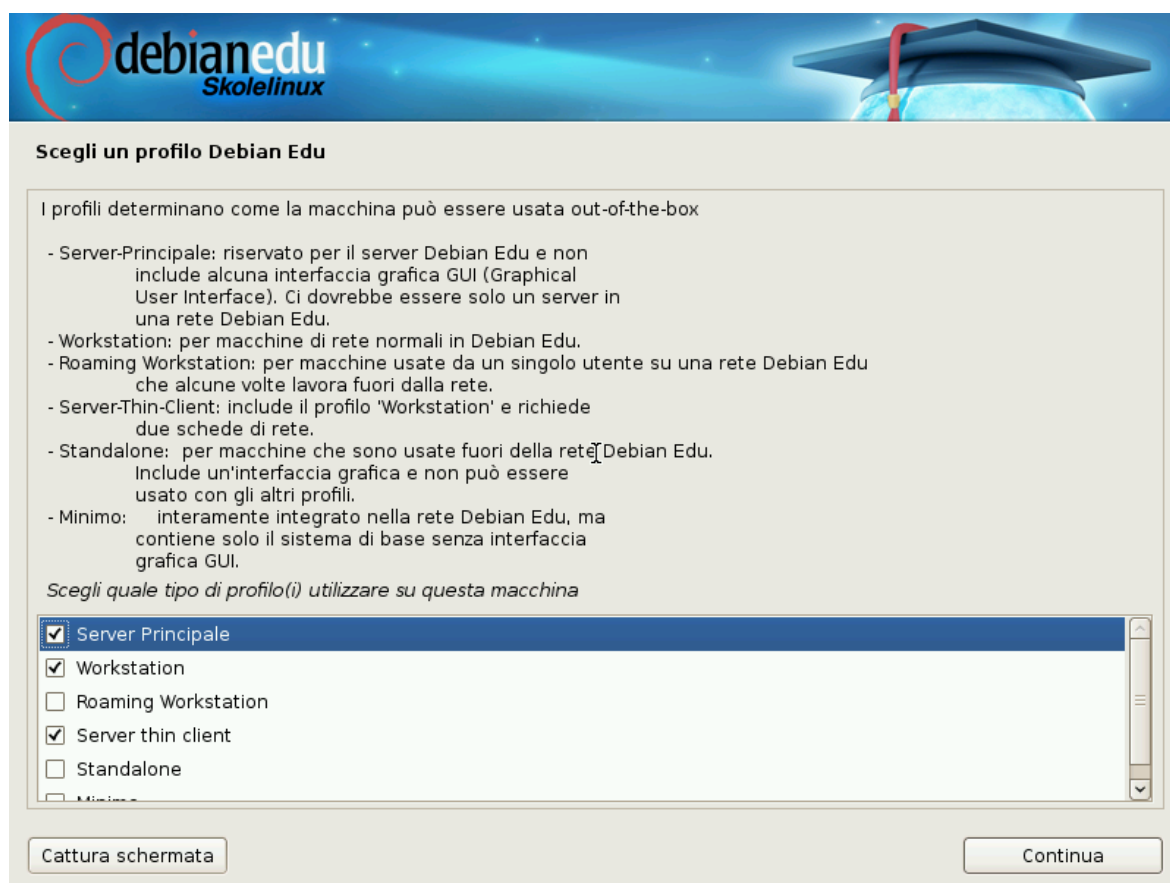 debianedu
Skolelinux
Scegli un profilo Debian Edu
I profili determinano come la macchina può essere usata out-of-the-box
- Server-Principale: riservato per il server Debian Edu e non
include alcuna interfaccia grafica GUI (Graphical
User Interface). Ci dovrebbe essere solo un server in
una rete Debian Edu.
- Workstation: per macchine di rete normali in Debian Edu.
- Roaming Workstation: per macchine usate da un singolo utente su una rete Debian Edu
che alcune volte lavora fuori dalla rete.
- Server-Thin-Client: include il profilo 'Workstation' e richiede
due schede di rete.
- Standalone: per macchine che sono usate fuori della rete Debian Edu.
Include un'interfaccia grafica e non può essere
usato con gli altri profili.
- Minimo: interamente integrato nella rete Debian Edu, ma
contiene solo il sistema di base senza interfaccia
grafica GUI.
Scegli quale tipo di profilo(i) utilizzare su questa macchina
Server Principale
Workstation
Roaming Workstation
Server thin client
Standalone
Minimo
Cattura schermata
Continua